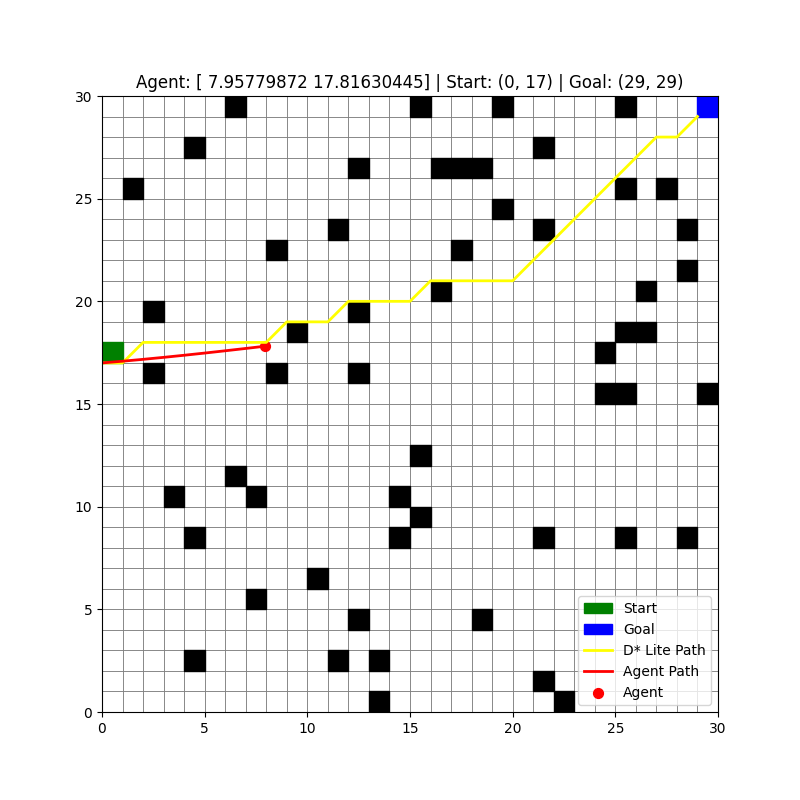 Agent: [ 7.95779872 17.81630445] | Start: (0, 17) | Goal: (29, 29)
30
25
20
15
10
5
0
0 5 10 15 20 25 30
Start
Goal
D* Lite Path
Agent Path
Agent